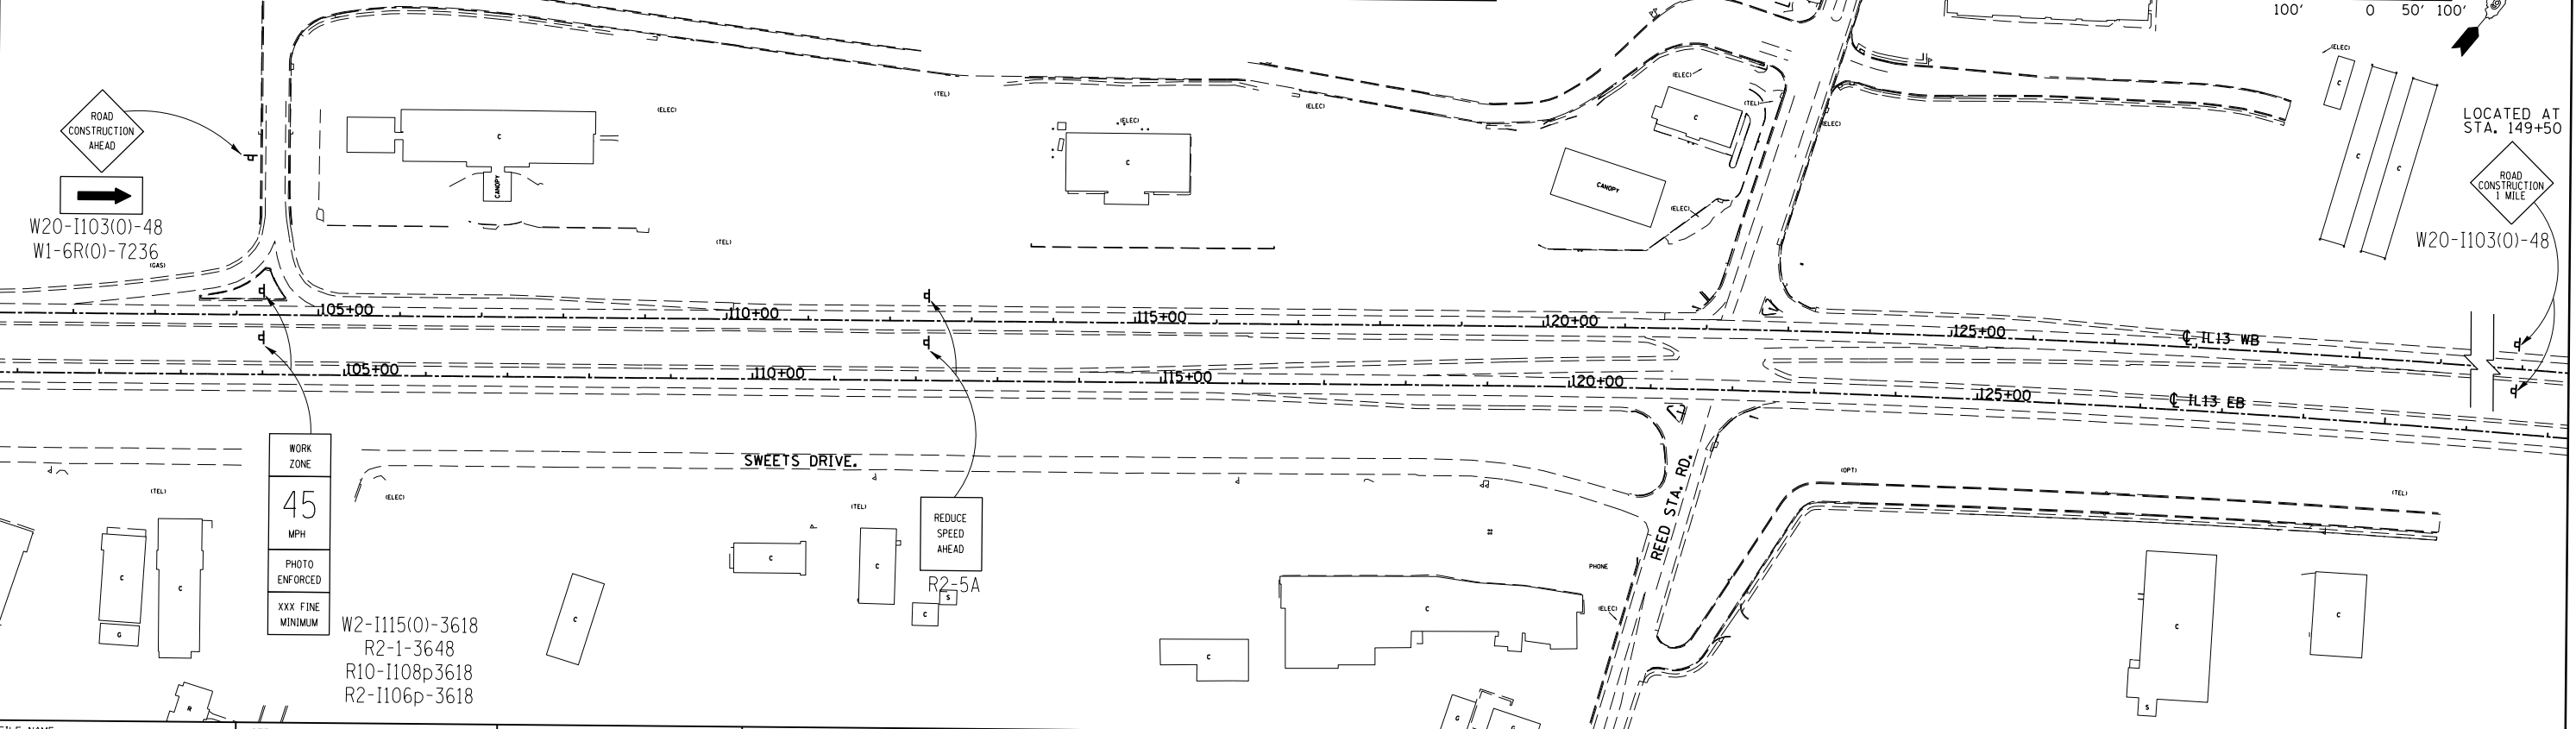 100' 0 50' 100'
ROAD
CONSTRUCTION
AHEAD
W20-I103(O)-48
W1-6R(O)-7236
(GAS)
C
CANOPY
(ELEC)
(TEL)
(TEL)
(ELEC)
C
(ELEC)
(ELEC)
(TEL)
C
CANOPY
(ELEC)
(ELEC)
(ELEC)
C
C
C
LOCATED AT
STA. 149+50
ROAD
CONSTRUCTION
1 MILE
W20-I103(O)-48
105+00
110+00
115+00
120+00
125+00
℄ IL13 WB
105+00
110+00
115+00
120+00
125+00
℄ IL13 EB
SWEETS DRIVE.
REED STA. RD.
WORK
ZONE
45
MPH
PHOTO
ENFORCED
XXX FINE
MINIMUM
W2-I115(O)-3618
R2-1-3648
R10-I108p3618
R2-I106p-3618
REDUCE
SPEED
AHEAD
R2-5A
(TEL)
(ELEC)
(TEL)
(OPT)
(TEL)
PHONE
(ELEC)
C
G
C
R
C
C
C
C
S
C
C
G
C
S
C